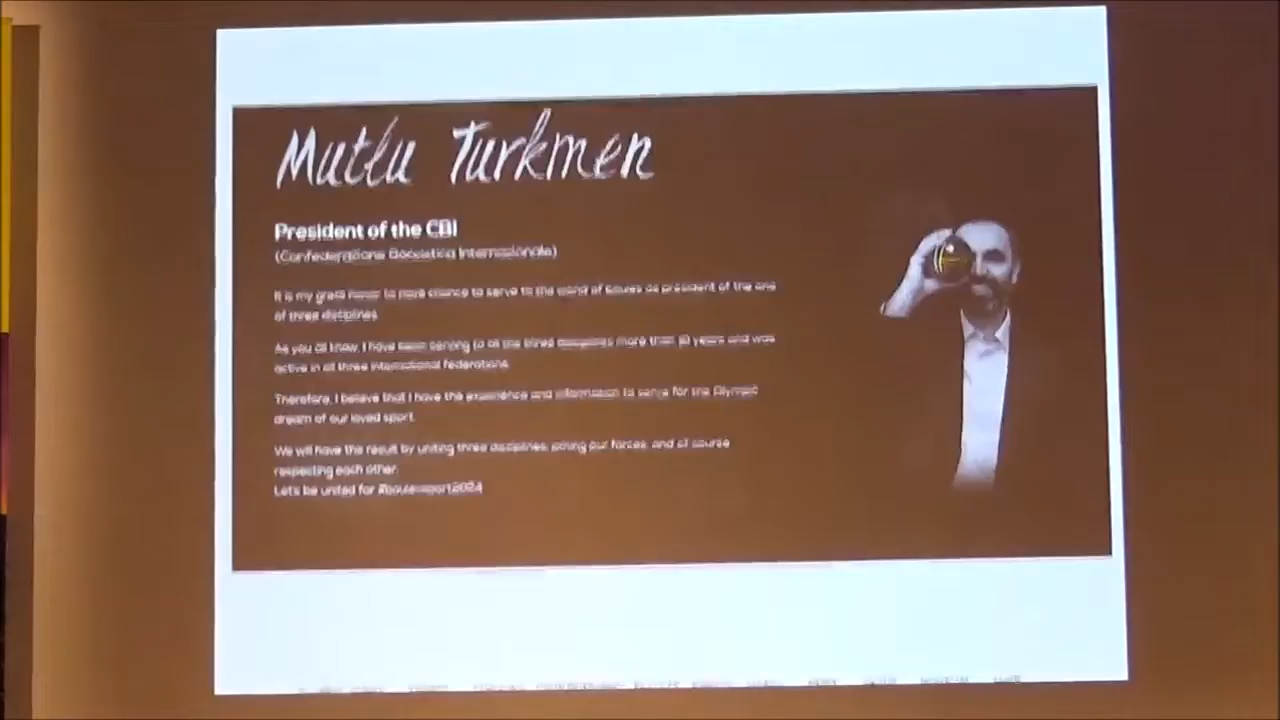 Mutlu Turkmen
President of the CBI
(Confederazione Boccistica Internazionale)
It is my great honor to have chance to serve to the world of boules as president of the one
of three disciplines.
As you all know, I have been serving to all the three disciplines more than 10 years and was
active in all three international federations.
Therefore, I believe that I have the experience and information to serve for the Olympic
dream of our loved sport.
We will have the result by uniting three disciplines, joining our forces, and of course
respecting each other.
Let's be united for #boulesport2024